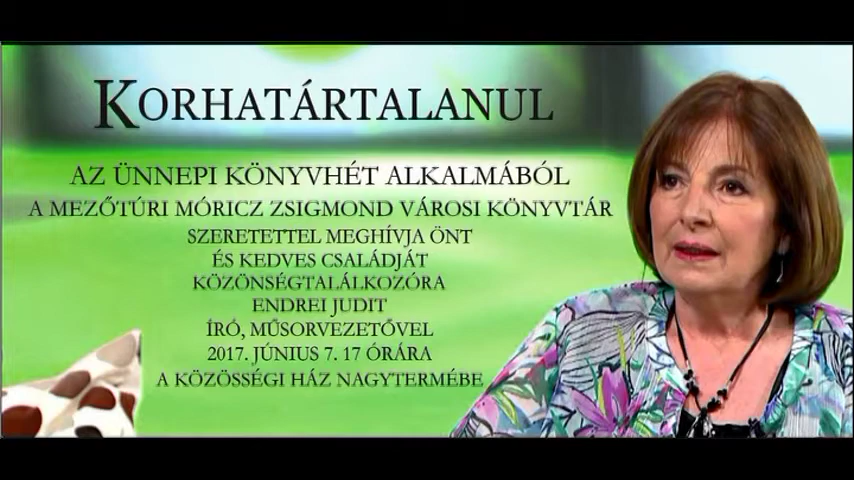 KORHATÁRTALANUL
AZ ÜNNEPI KÖNYVHÉT ALKALMÁBÓL
A MEZŐTÚRI MÓRICZ ZSIGMOND VÁROSI KÖNYVTÁR
SZERETETTEL MEGHÍVJA ÖNT
ÉS KEDVES CSALÁDJÁT
KÖZÖNSÉGTALÁLKOZÓRA
ENDREI JUDIT
ÍRÓ, MŰSORVEZETŐVEL
2017. JÚNIUS 7. 17 ÓRÁRA
A KÖZÖSSÉGI HÁZ NAGYTERMÉBE